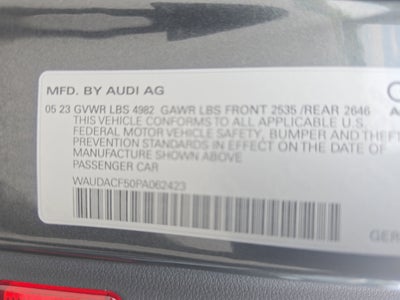 MFD. BY AUDI AG
05 23 GVWR LBS 4982 GAWR LBS FRONT 2535 /REAR 2646
THIS VEHICLE CONFORMS TO ALL APPLICABLE U.S.
FEDERAL MOTOR VEHICLE SAFETY, BUMPER AND THEFT
PREVENTION STANDARDS IN EFFECT ON THE DATE OF
MANUFACTURE SHOWN ABOVE
PASSENGER CAR
WAUDACF50PA062423
GER